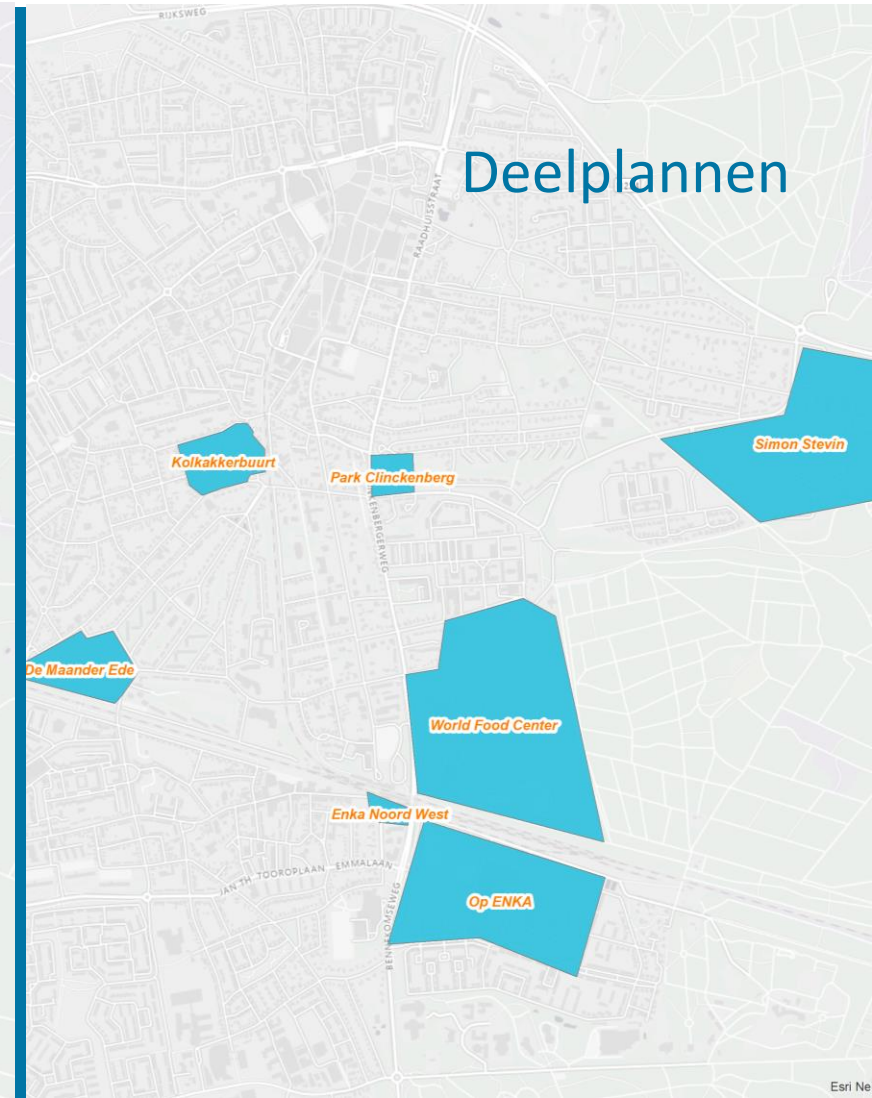 RIJKSWEG
Deelplannen
RAADHUISSTRAAT
Simon Stevin
Kolkakkerbuurt
Park Clinckenberg
KENBERGERWEG
De Maander Ede
World Food Center
Enka Noord West
JAN TH TOOROPLAAN
EMMALAAN
Op ENKA
BENNEKOMSEWEG
Esri Ne